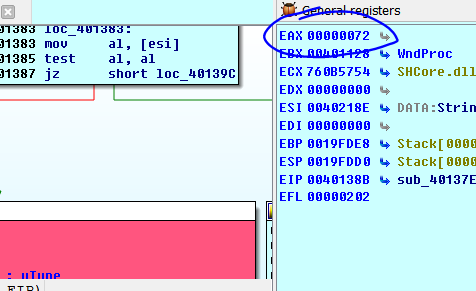 General registers
01383 loc_401383:
01383 mov al, [esi]
01385 test al, al
01387 jz short loc_40139C
EAX 00000072
EBX 00401128 WndProc
ECX 760B5754 SHCore.dll
EDX 00000000
ESI 0040218E DATA:Strin
EDI 00000000
EBP 0019FDE8 Stack[0000
ESP 0019FDD0 Stack[0000
EIP 0040138B sub_40137E
EFL 00000202
; uType
EIP)